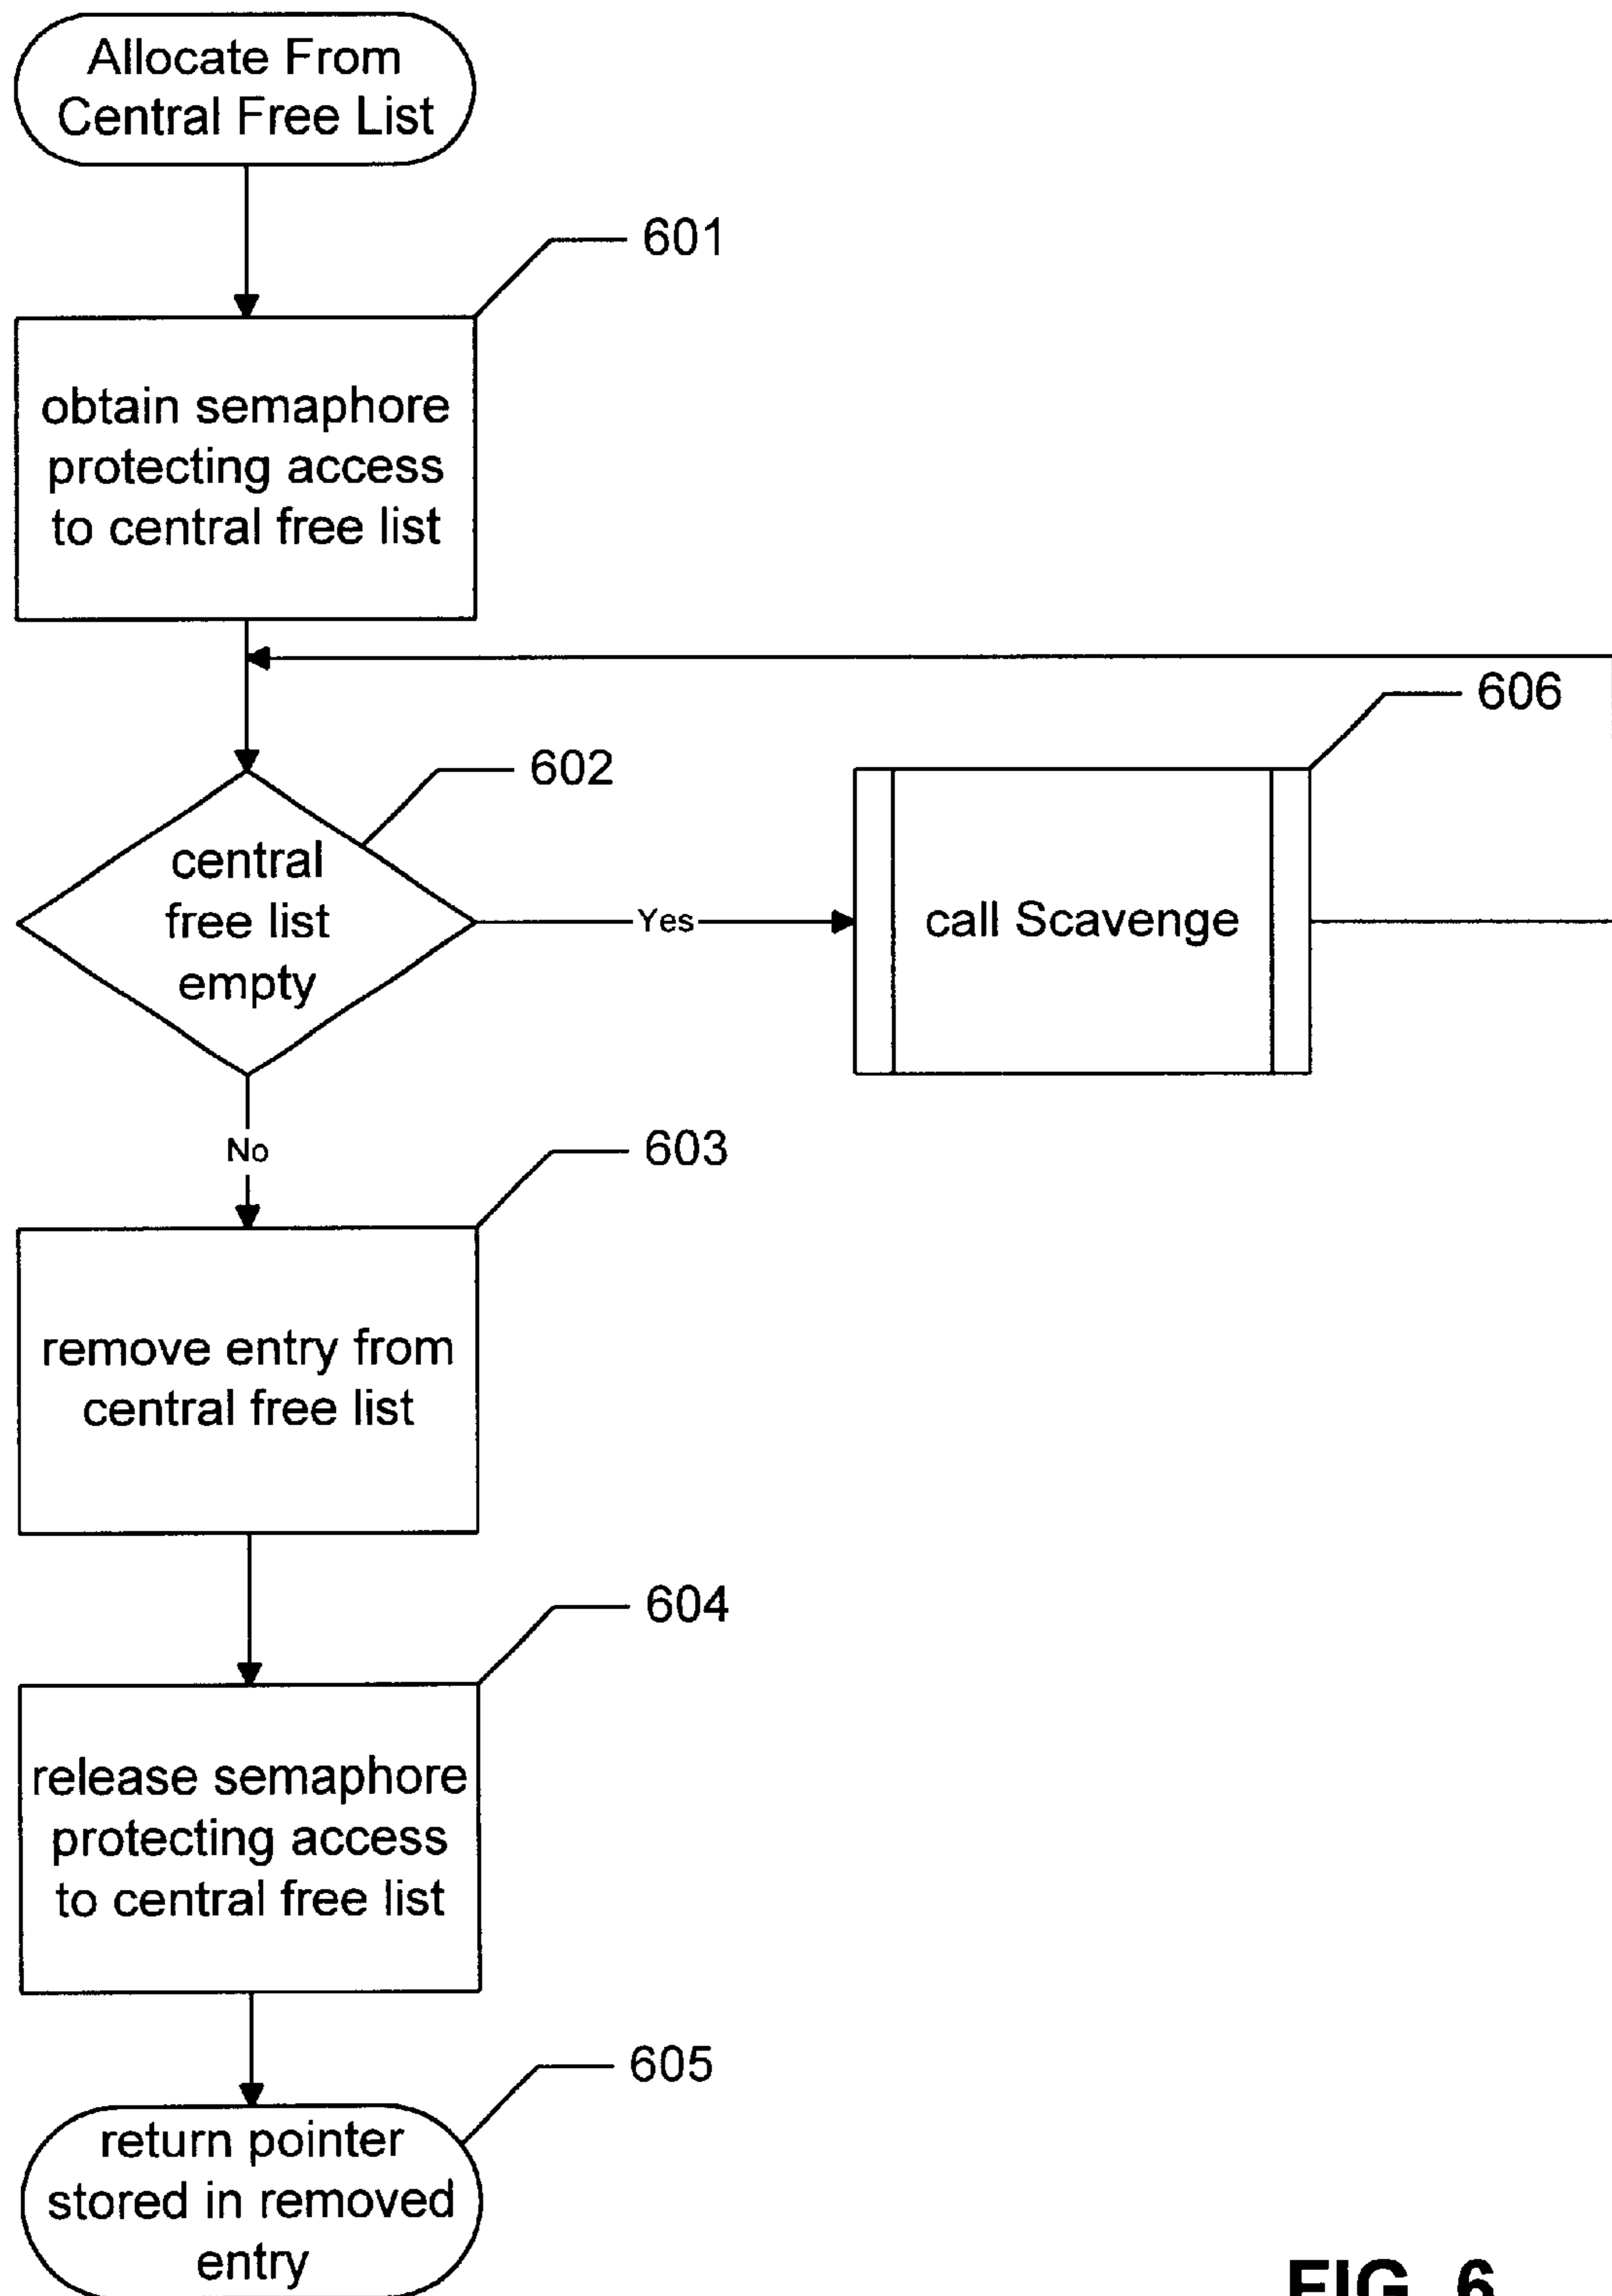 Allocate From
Central Free List
601
obtain semaphore
protecting access
to central free list
606
602
central
free list
empty
Yes
call Scavenge
No
603
remove entry from
central free list
604
release semaphore
protecting access
to central free list
605
return pointer
stored in removed
entry
FIG. 6